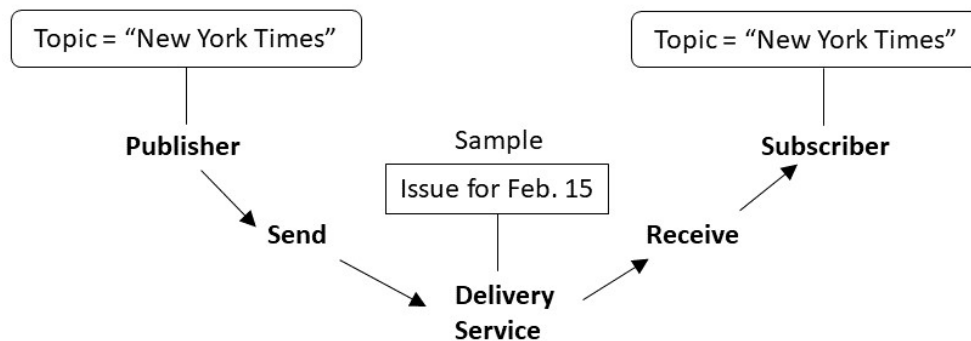 Topic = “New York Times”
Topic = “New York Times”
Publisher
Sample
Subscriber
Issue for Feb. 15
Send
Receive
Delivery
Service